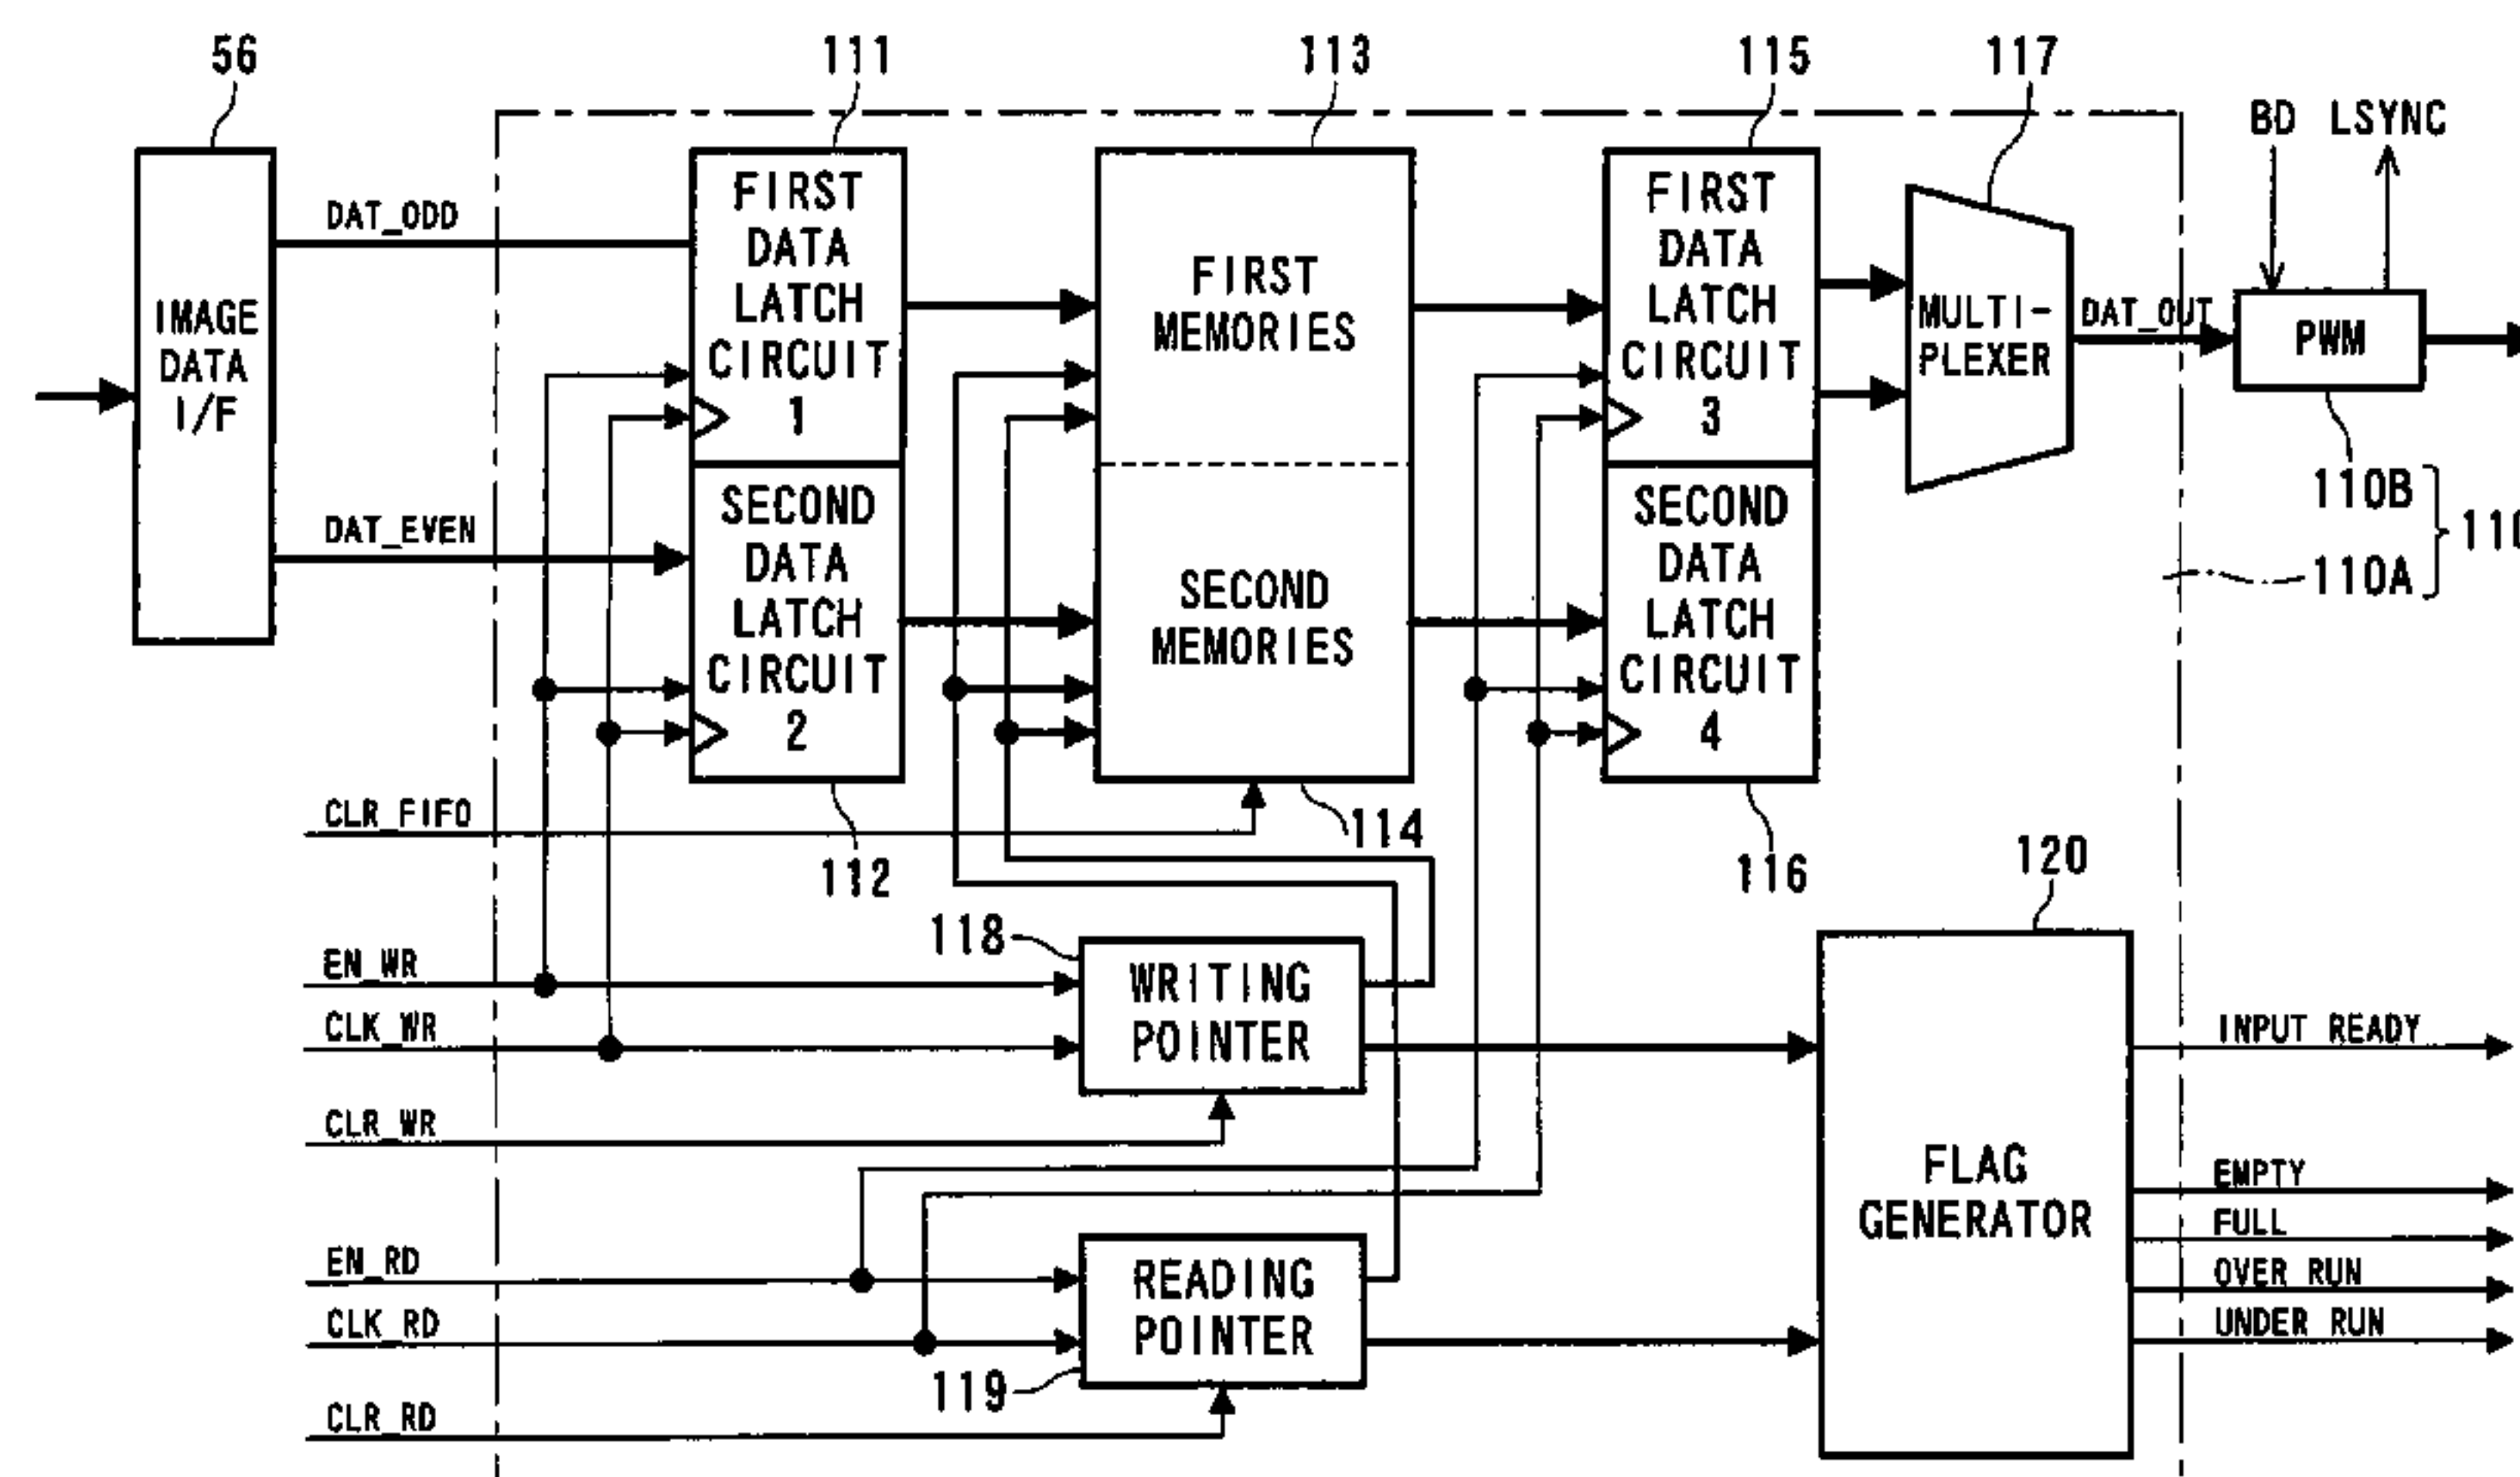 56
111
113
115
117
BD LSYNC
IMAGE
DATA
I/F
DAT_ODD
DAT_EVEN
FIRST
DATA
LATCH
CIRCUIT
1
SECOND
DATA
LATCH
CIRCUIT
2
FIRST
MEMORIES
SECOND
MEMORIES
FIRST
DATA
LATCH
CIRCUIT
3
SECOND
DATA
LATCH
CIRCUIT
4
MULTI-
PLEXER
DAT_OUT
PWM
110B
110A
CLR_FIFO
112
114
116
120
118
EN_WR
CLK_WR
CLR_WR
WRITING
POINTER
EN_RD
CLK_RD
CLR_RD
READING
POINTER
119
FLAG
GENERATOR
INPUT READY
EMPTY
FULL
OVER RUN
UNDER RUN